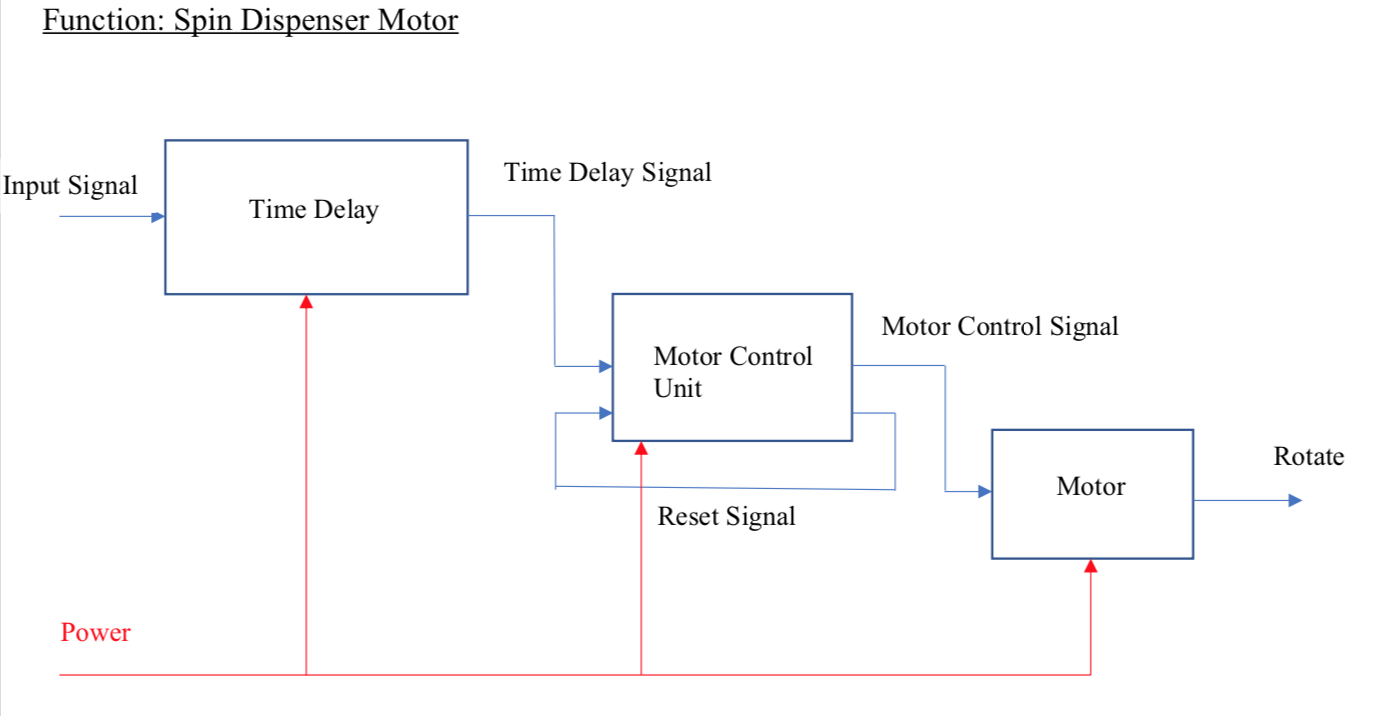 Function: Spin Dispenser Motor
Input Signal
Time Delay
Time Delay Signal
Motor Control
Unit
Motor Control Signal
Reset Signal
Motor
Rotate
Power